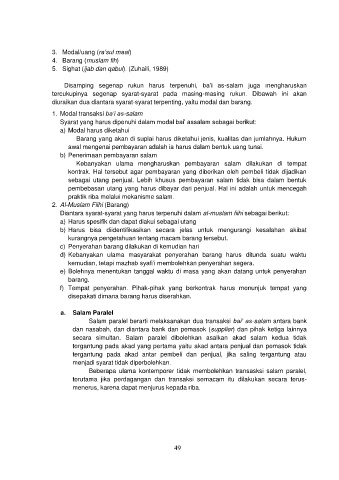 3. Modal/uang (ra'sul maal)
4. Barang (muslam fih)
5. Sighat (ijab dan qabul). (Zuhaili, 1989)
Disamping segenap rukun harus terpenuhi, ba'i as-salam juga mengharuskan
tercukupinya segenap syarat-syarat pada masing-masing rukun. Dibawah ini akan
diuraikan dua diantara syarat-syarat terpenting, yaitu modal dan barang.
1. Modal transaksi ba'i as-salam
Syarat yang harus dipenuhi dalam modal bai' assalam sebagai berikut:
a) Modal harus diketahui
Barang yang akan di suplai harus diketahui jenis, kualitas dan jumlahnya. Hukum
awal mengenai pembayaran adalah ia harus dalam bentuk uang tunai.
b) Penerimaan pembayaran salam
Kebanyakan ulama mengharuskan pembayaran salam dilakukan di tempat
kontrak. Hal tersebut agar pembayaran yang diberikan oleh pembeli tidak dijadikan
sebagai utang penjual. Lebih khusus pembayaran salam tidak bisa dalam bentuk
pembebasan utang yang harus dibayar dari penjual. Hal ini adalah untuk mencegah
praktik riba melalui mekanisme salam.
2. Al-Muslam Fiihi (Barang)
Diantara syarat-syarat yang harus terpenuhi dalam al-muslam fiihi sebagai berikut:
a) Harus spesifik dan dapat diakui sebagai utang
b) Harus bisa diidentifikasikan secara jelas untuk mengurangi kesalahan akibat
kurangnya pengetahuan tentang macam barang tersebut.
c) Penyerahan barang dilakukan di kemudian hari
d) Kebanyakan ulama masyarakat penyerahan barang harus ditunda suatu waktu
kemudian, tetapi mazhab syafi'i membolehkan penyerahan segera.
e) Bolehnya menentukan tanggal waktu di masa yang akan datang untuk penyerahan
barang.
f) Tempat penyerahan. Pihak-pihak yang berkontrak harus menunjuk tempat yang
disepakati dimana barang harus diserahkan.
a. Salam Paralel
Salam paralel berarti melaksanakan dua transaksi bai' as-salam antara bank
dan nasabah, dan diantara bank dan pemasok (supplier) dan pihak ketiga lainnya
secara simultan. Salam paralel dibolehkan asalkan akad salam kedua tidak
tergantung pada akad yang pertama yaitu akad antara penjual dan pemasok tidak
tergantung pada akad antar pembeli dan penjual, jika saling tergantung atau
menjadi syarat tidak diperbolehkan.
Beberapa ulama kontemporer tidak membolehkan transaksi salam paralel,
terutama jika perdagangan dan transaksi semacam itu dilakukan secara terus-
menerus, karena dapat menjurus kepada riba.
49